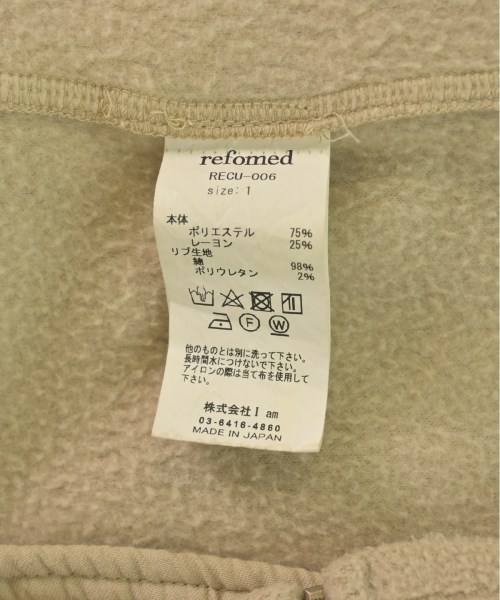 refomed
RECU-006
size: 1
本体
ポリエステル 75%
レーヨン 25%
リブ生地
綿 98%
ポリウレタン 2%
F W
他のものとは別に洗って下さい。
長時間水につけないで下さい。
アイロンの際は当て布を使用して
下さい。
株式会社I am
03-6416-4860
MADE IN JAPAN